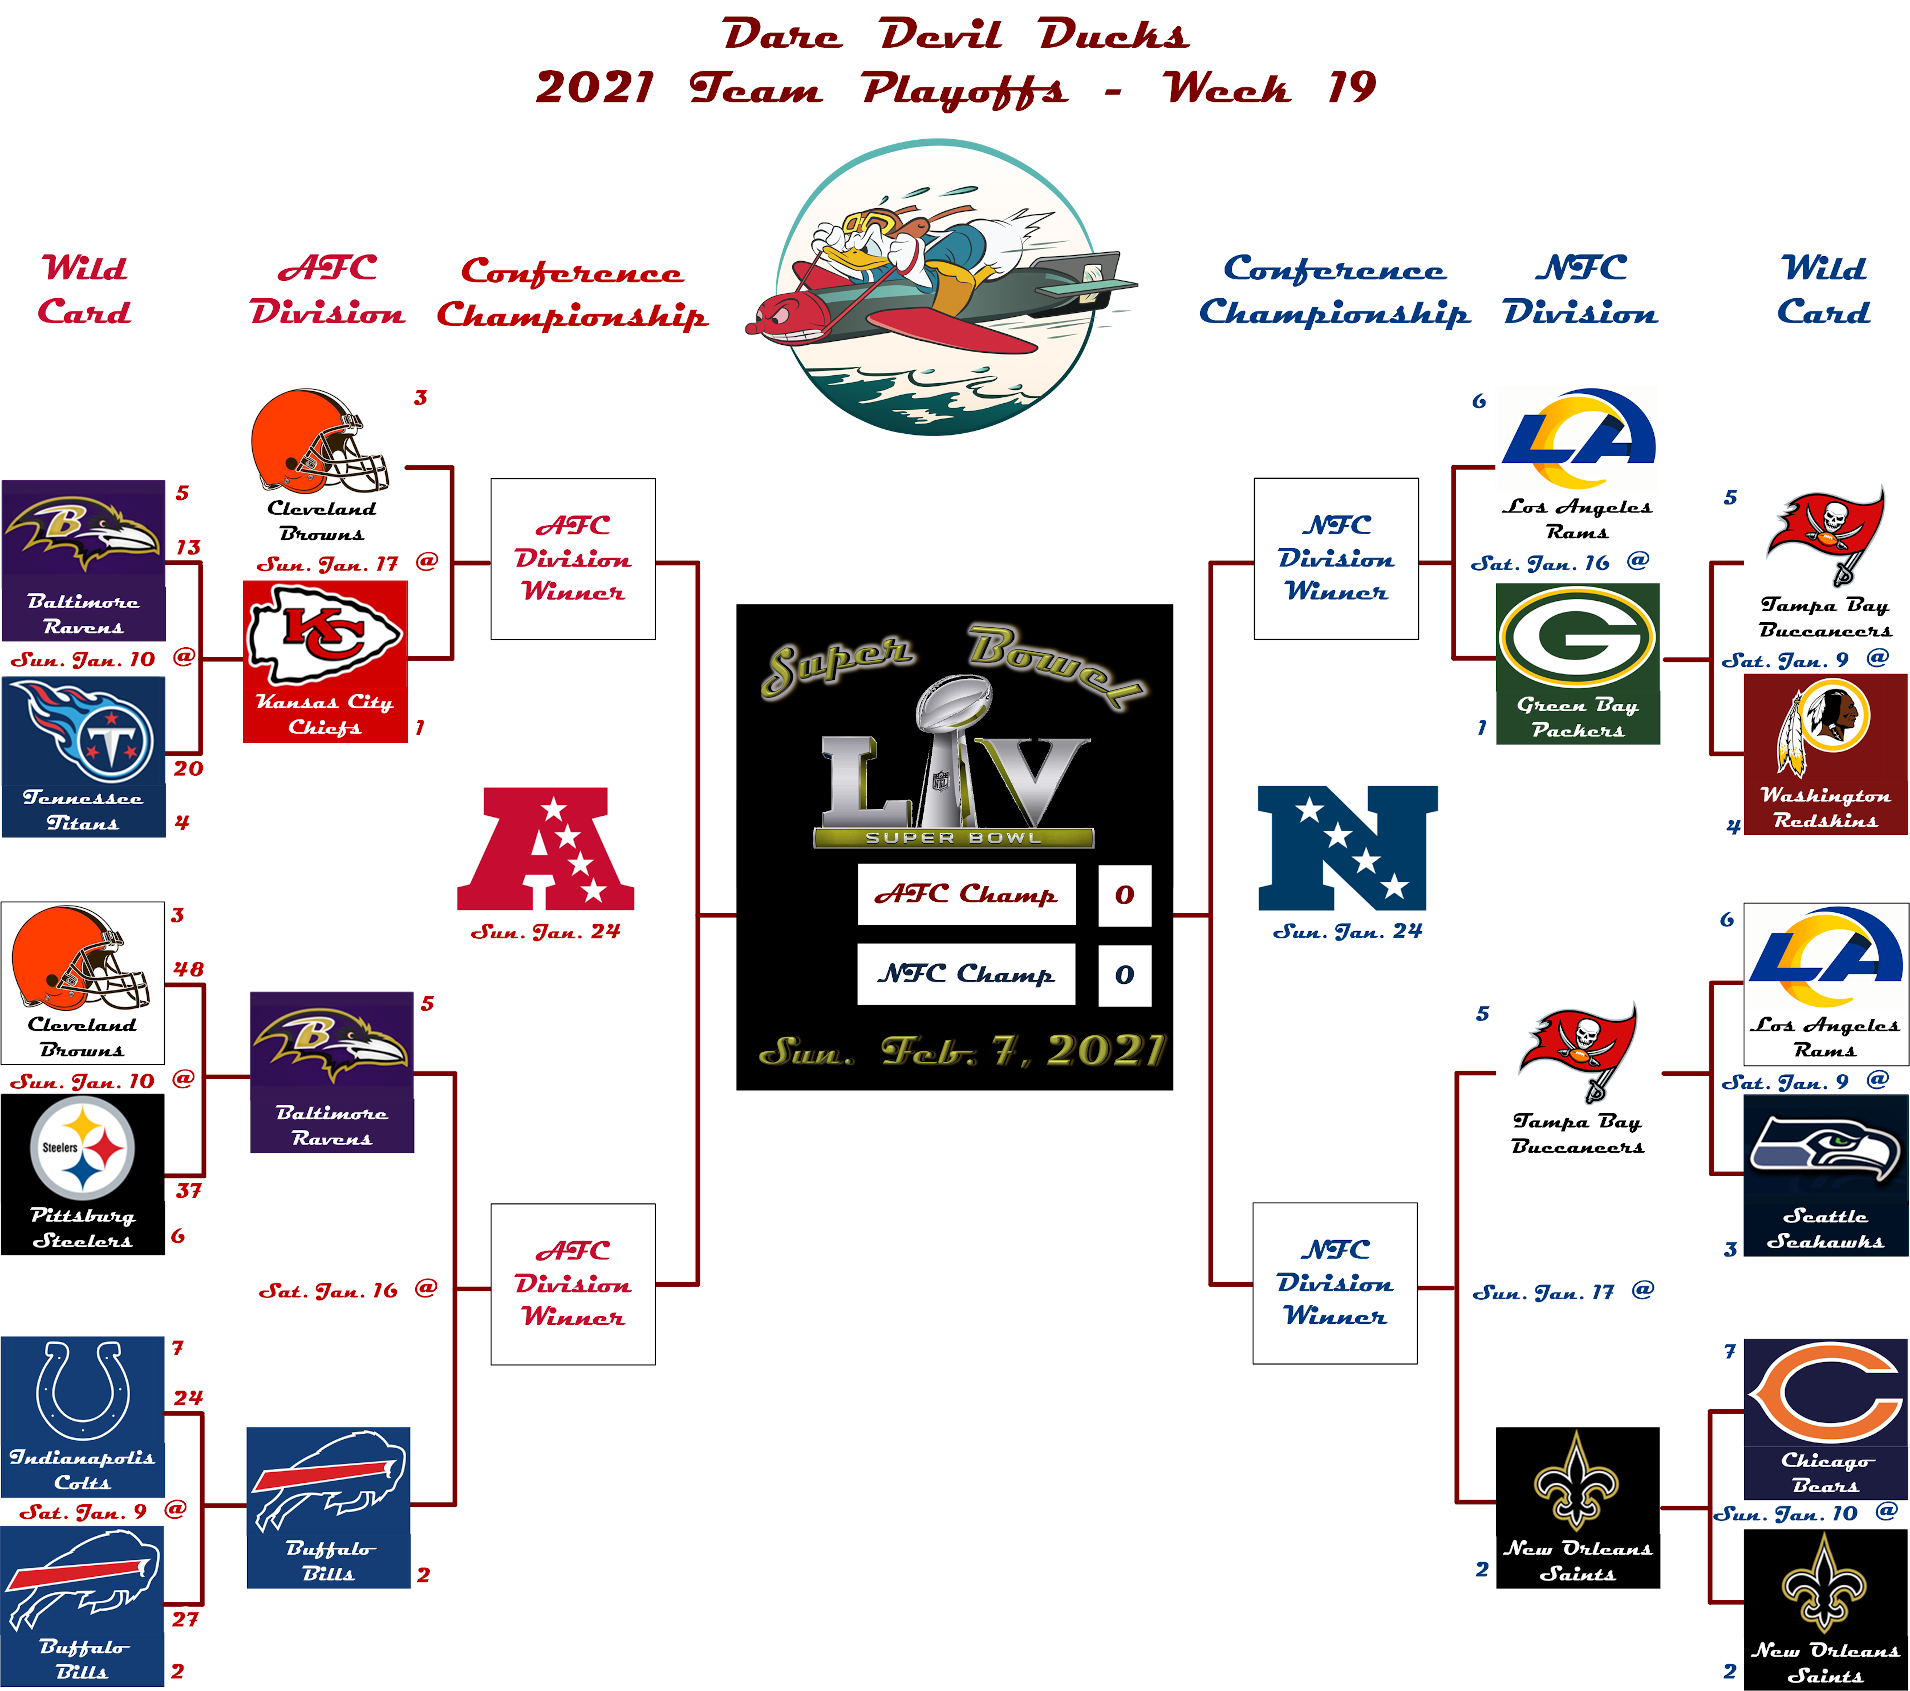 Dare Devil Ducks
2021 Team Playoffs - Week 19
Wild
Card
AFC
Division
Conference
Championship
Conference
Championship
NFC
Division
Wild
Card
5
13
B
Baltimore
Ravens
Sun. Jan. 10 @
T
Tennessee
Titans
20
4
3
48
Cleveland
Browns
Sun. Jan. 10 @
Steelers
Pittsburg
Steelers
37
6
7
24
Indianapolis
Colts
Sat. Jan. 9 @
Buffalo
Bills
27
2
3
Cleveland
Browns
Sun. Jan. 17 @
KC
Kansas City
Chiefs
1
5
B
Baltimore
Ravens
Sat. Jan. 16 @
Buffalo
Bills
2
AFC
Division
Winner
A
Sun. Jan. 24
AFC
Division
Winner
Super Bowl
LIV
NFL
SUPER BOWL
AFC Champ 0
NFC Champ 0
Sun. Feb. 7, 2021
NFC
Division
Winner
N
Sun. Jan. 24
NFC
Division
Winner
6
LA
Los Angeles
Rams
Sat. Jan. 16 @
G
Green Bay
Packers
1
5
Tampa Bay
Buccaneers
Sun. Jan. 17 @
New Orleans
Saints
2
5
Tampa Bay
Buccaneers
Sat. Jan. 9 @
Washington
Redskins
4
6
LA
Los Angeles
Rams
Sat. Jan. 9 @
Seattle
Seahawks
3
7
C
Chicago
Bears
Sun. Jan. 10 @
New Orleans
Saints
2